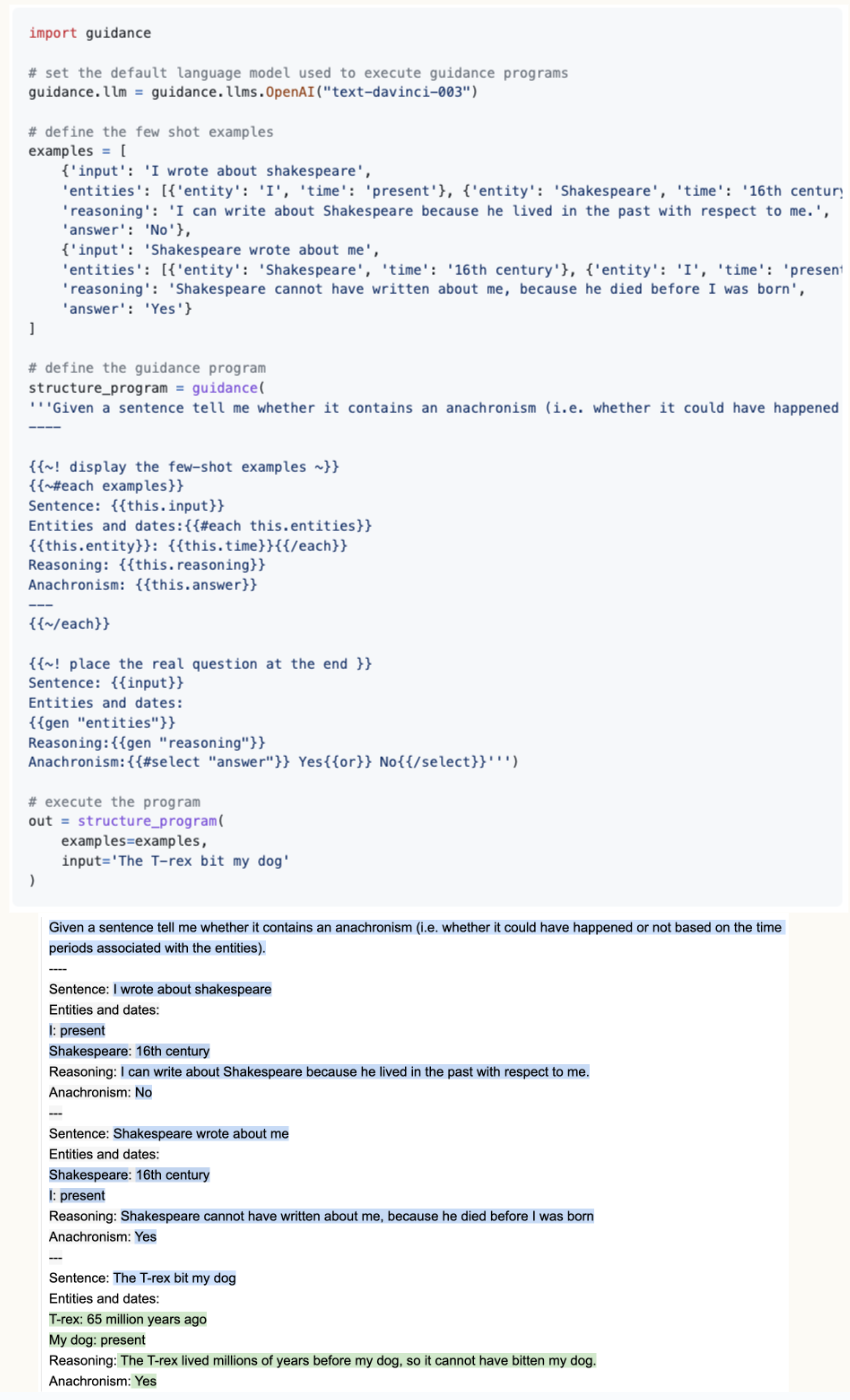 import guidance
# set the default language model used to execute guidance programs
guidance.llm = guidance.llms.OpenAI("text-davinci-003")
# define the few shot examples
examples = [
    {'input': 'I wrote about shakespeare',
    'entities': [{'entity': 'I', 'time': 'present'}, {'entity': 'Shakespeare', 'time': '16th century
    'reasoning': 'I can write about Shakespeare because he lived in the past with respect to me.',
    'answer': 'No'},
    {'input': 'Shakespeare wrote about me',
    'entities': [{'entity': 'Shakespeare', 'time': '16th century'}, {'entity': 'I', 'time': 'present
    'reasoning': 'Shakespeare cannot have written about me, because he died before I was born',
    'answer': 'Yes'}
]
# define the guidance program
structure_program = guidance(
'''Given a sentence tell me whether it contains an anachronism (i.e. whether it could have happened
----
{{~! display the few-shot examples ~}}
{{~#each examples}}
Sentence: {{this.input}}
Entities and dates:{{#each this.entities}}
{{this.entity}}: {{this.time}}{{/each}}
Reasoning: {{this.reasoning}}
Anachronism: {{this.answer}}
---
{{~/each}}
{{~! place the real question at the end }}
Sentence: {{input}}
Entities and dates:
{{gen "entities"}}
Reasoning:{{gen "reasoning"}}
Anachronism:{{#select "answer"}} Yes{{or}} No{{/select}}''')
# execute the program
out = structure_program(
    examples=examples,
    input='The T-rex bit my dog'
)
Given a sentence tell me whether it contains an anachronism (i.e. whether it could have happened or not based on the time
periods associated with the entities).
----
Sentence: I wrote about shakespeare
Entities and dates:
I: present
Shakespeare: 16th century
Reasoning: I can write about Shakespeare because he lived in the past with respect to me.
Anachronism: No
---
Sentence: Shakespeare wrote about me
Entities and dates:
Shakespeare: 16th century
I: present
Reasoning: Shakespeare cannot have written about me, because he died before I was born
Anachronism: Yes
---
Sentence: The T-rex bit my dog
Entities and dates:
T-rex: 65 million years ago
My dog: present
Reasoning: The T-rex lived millions of years before my dog, so it cannot have bitten my dog.
Anachronism: Yes